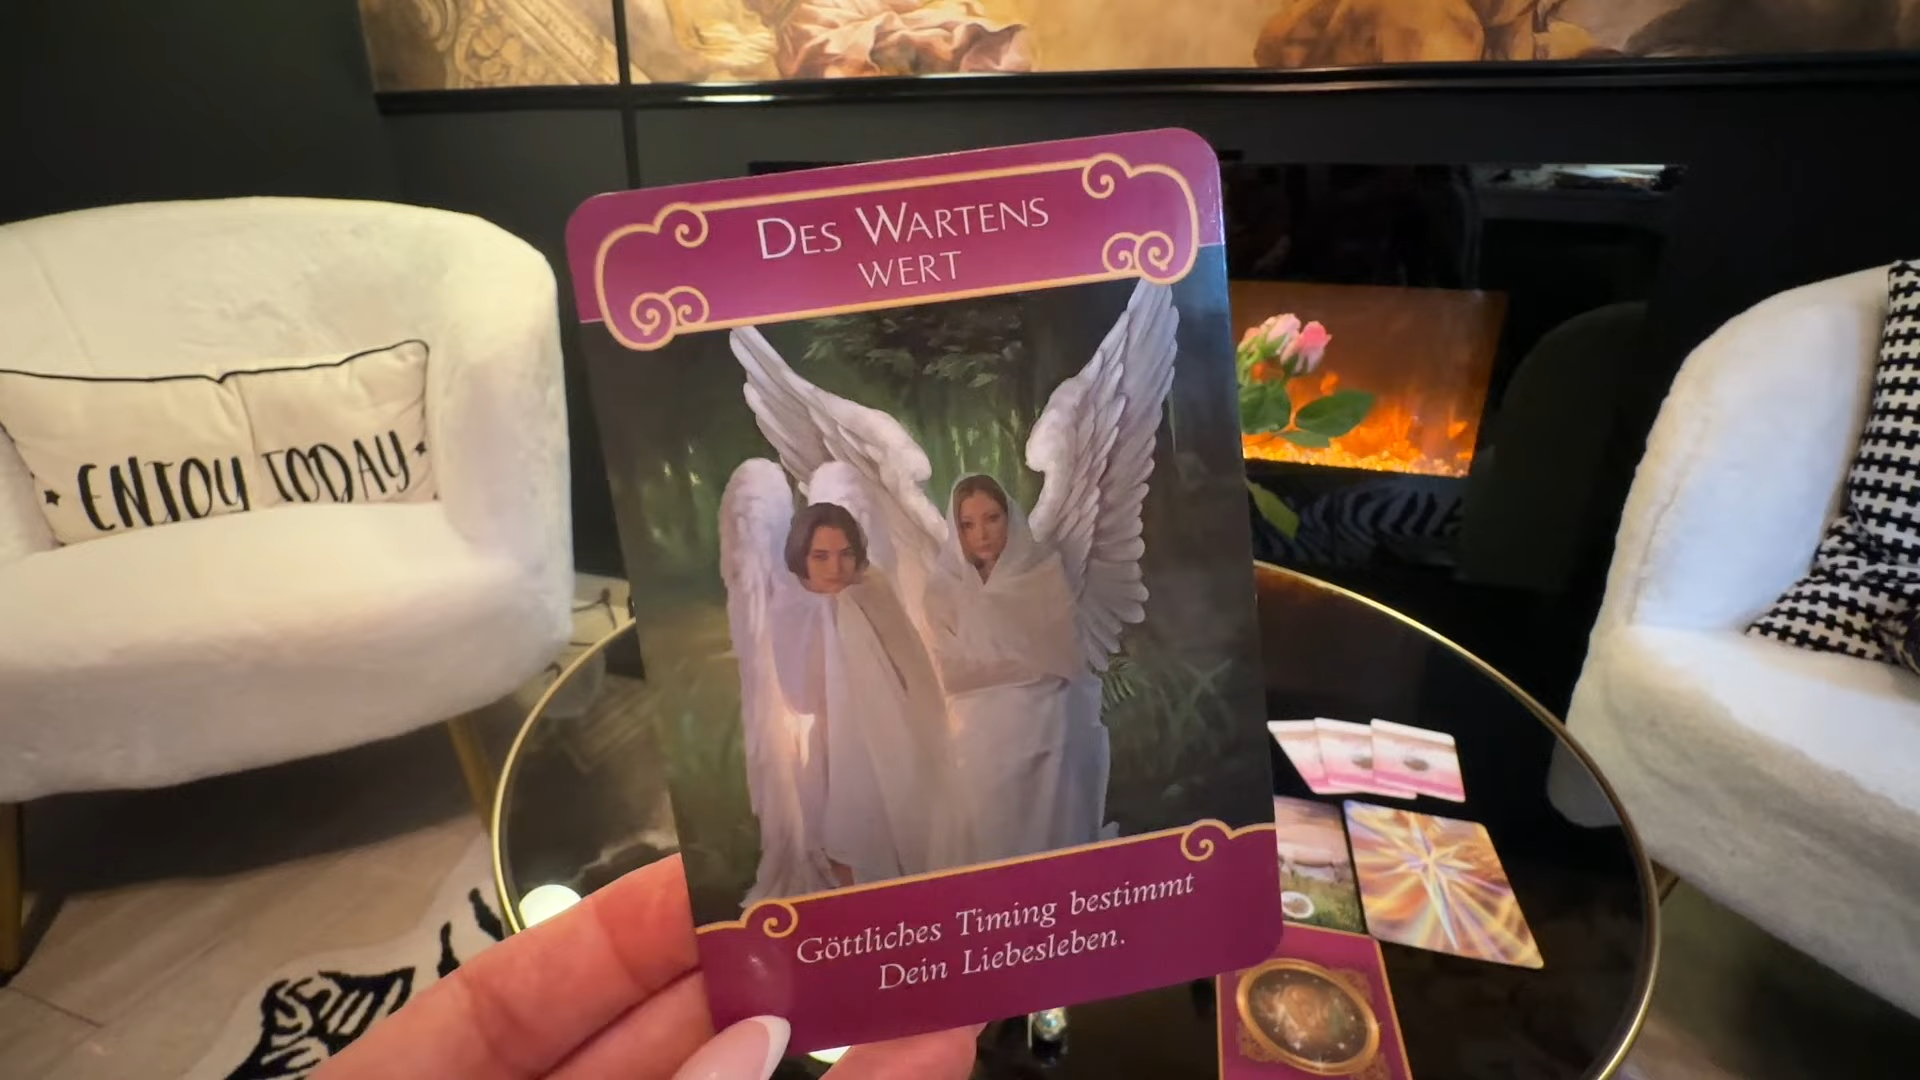 DES WARTENS
WERT
ENJOY TODAY
Göttliches Timing bestimmt
Dein Liebesleben.